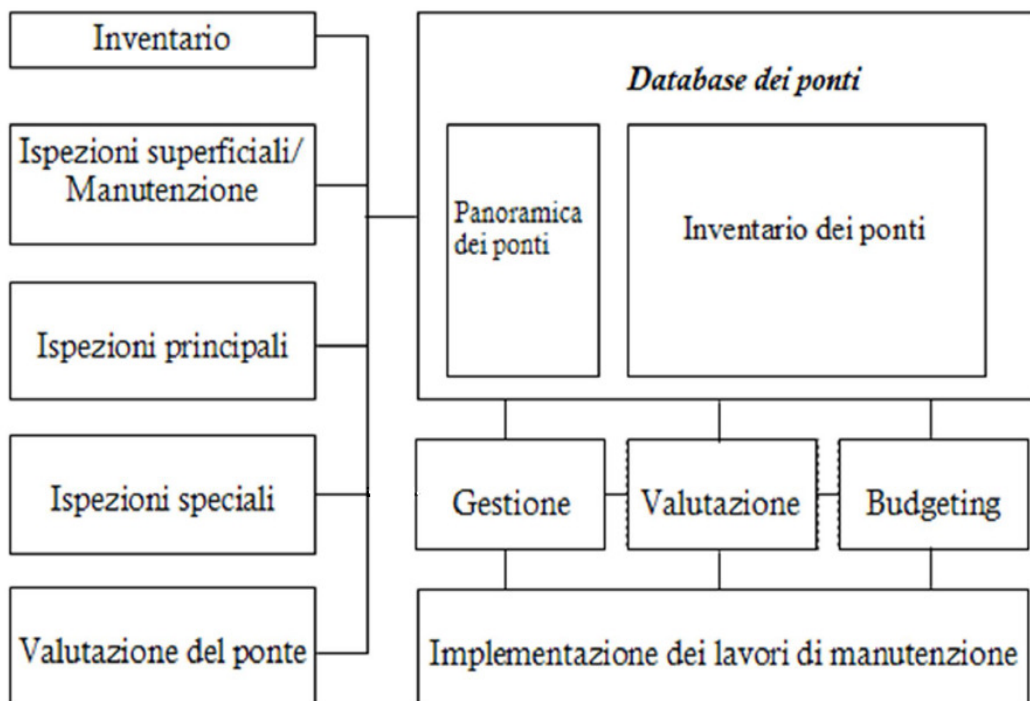 Inventario
Ispezioni superficiali/
Manutenzione
Ispezioni principali
Ispezioni speciali
Valutazione del ponte
Database dei ponti
Panoramica
dei ponti
Inventario dei ponti
Gestione
Valutazione
Budgeting
Implementazione dei lavori di manutenzione